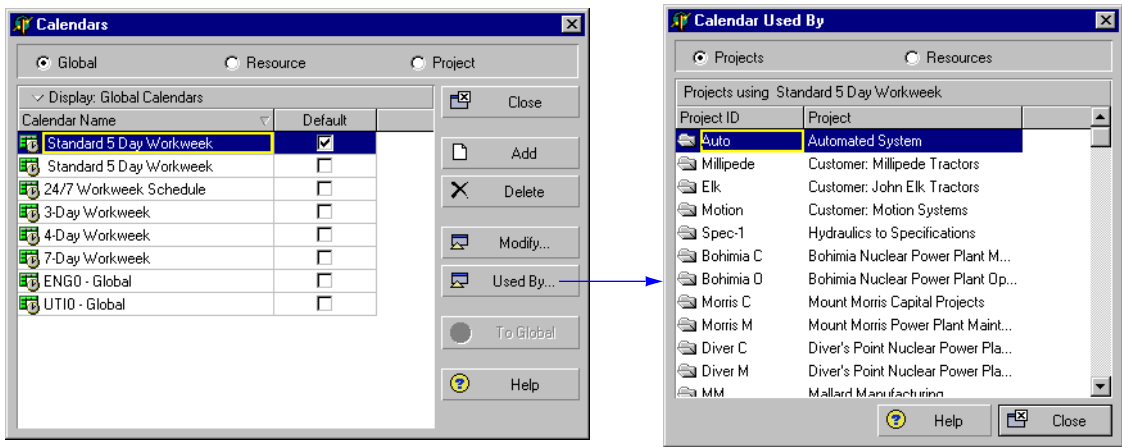 Calendars
Global Resource Project
Display: Global Calendars
Calendar Name Default
Standard 5 Day Workweek
Standard 5 Day Workweek
24/7 Workweek Schedule
3-Day Workweek
4-Day Workweek
7-Day Workweek
ENG0 - Global
UTI0 - Global
Close
Add
Delete
Modify...
Used By...
To Global
Help
Calendar Used By
Projects Resources
Projects using Standard 5 Day Workweek
Project ID Project
Auto Automated System
Millipede Customer: Millipede Tractors
Elk Customer: John Elk Tractors
Motion Customer: Motion Systems
Spec-1 Hydraulics to Specifications
Bohimia C Bohimia Nuclear Power Plant M...
Bohimia O Bohimia Nuclear Power Plant Op...
Morris C Mount Morris Capital Projects
Morris M Mount Morris Power Plant Maint...
Diver C Diver's Point Nuclear Power Pla...
Diver M Diver's Point Nuclear Power Pla...
MM Mallard Manufacturing
Help Close